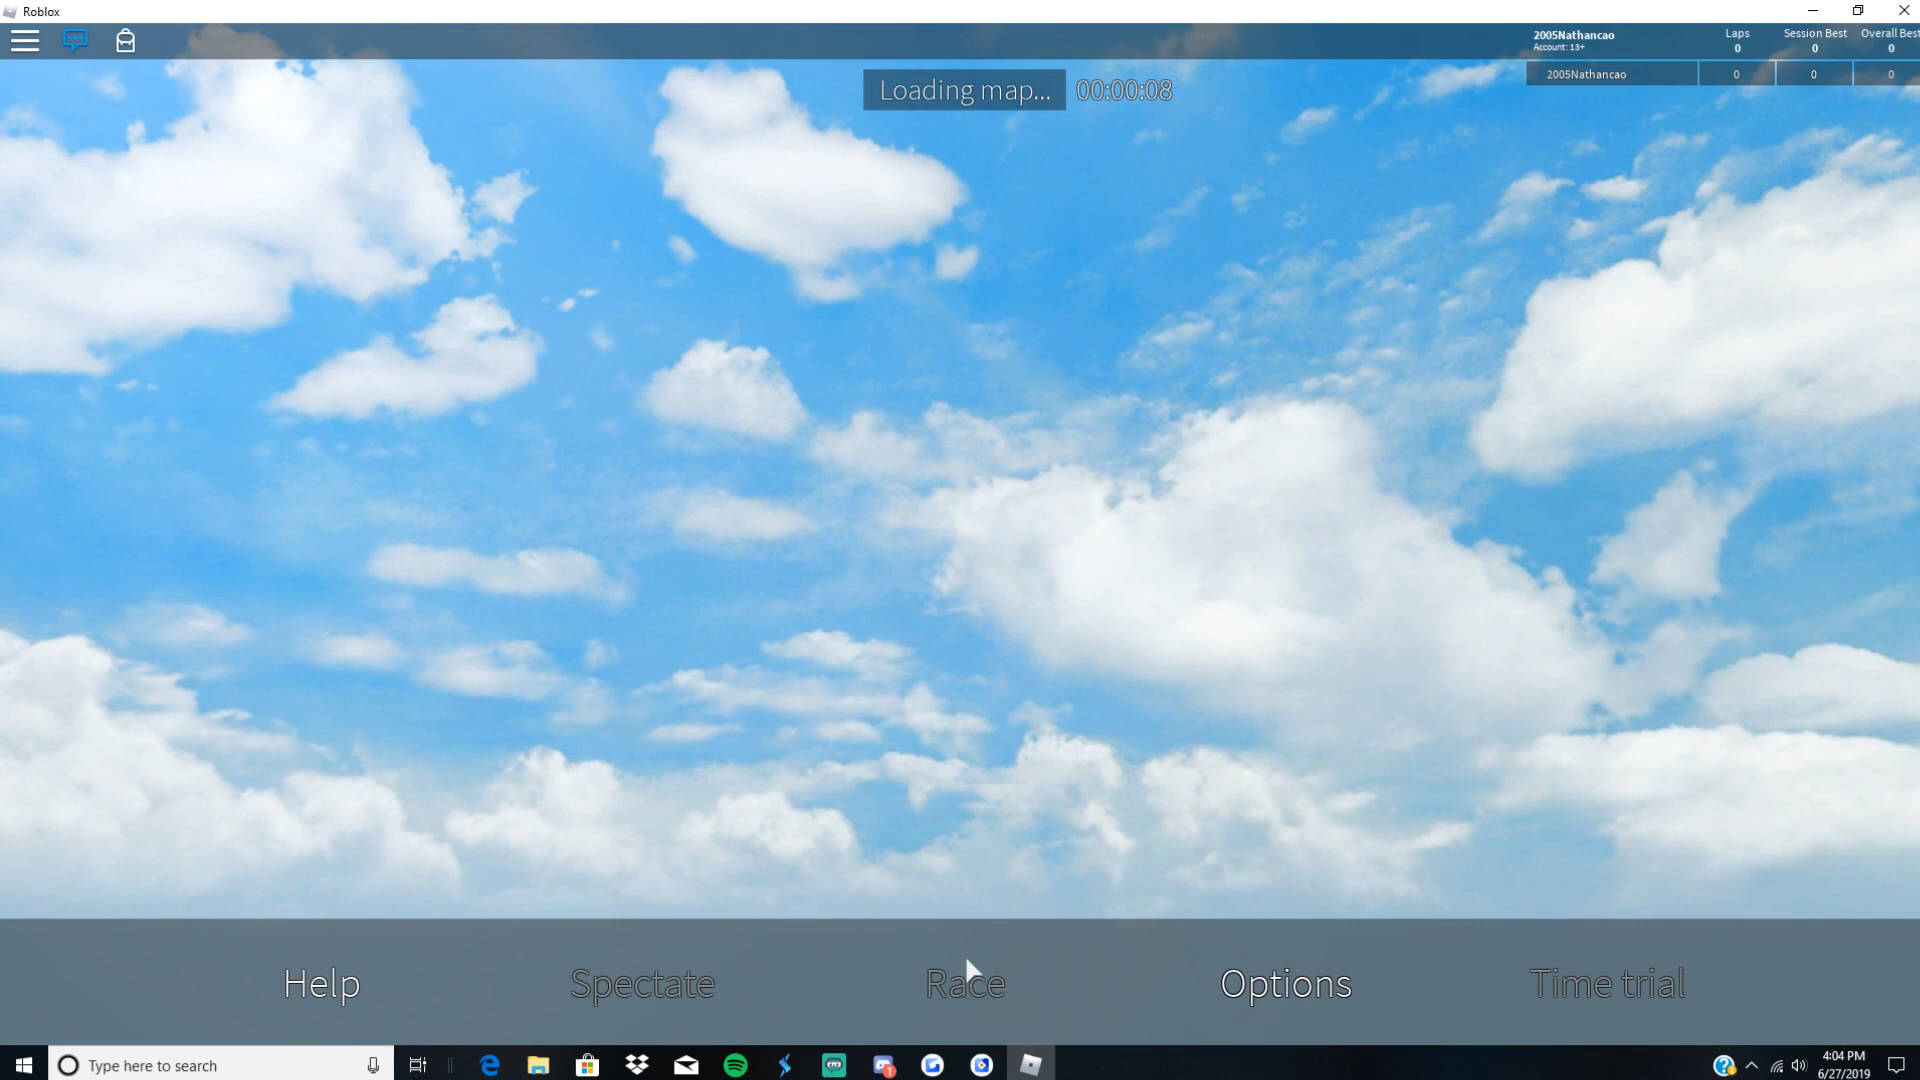 Roblox
2005Nathancao
Account: 13+
Laps
0
Session Best
0
Overall Best
0
2005Nathancao 0 0 0
Loading map... 00:00:08
Help Spectate Race Options Time trial
Type here to search
1
4:04 PM
6/27/2019